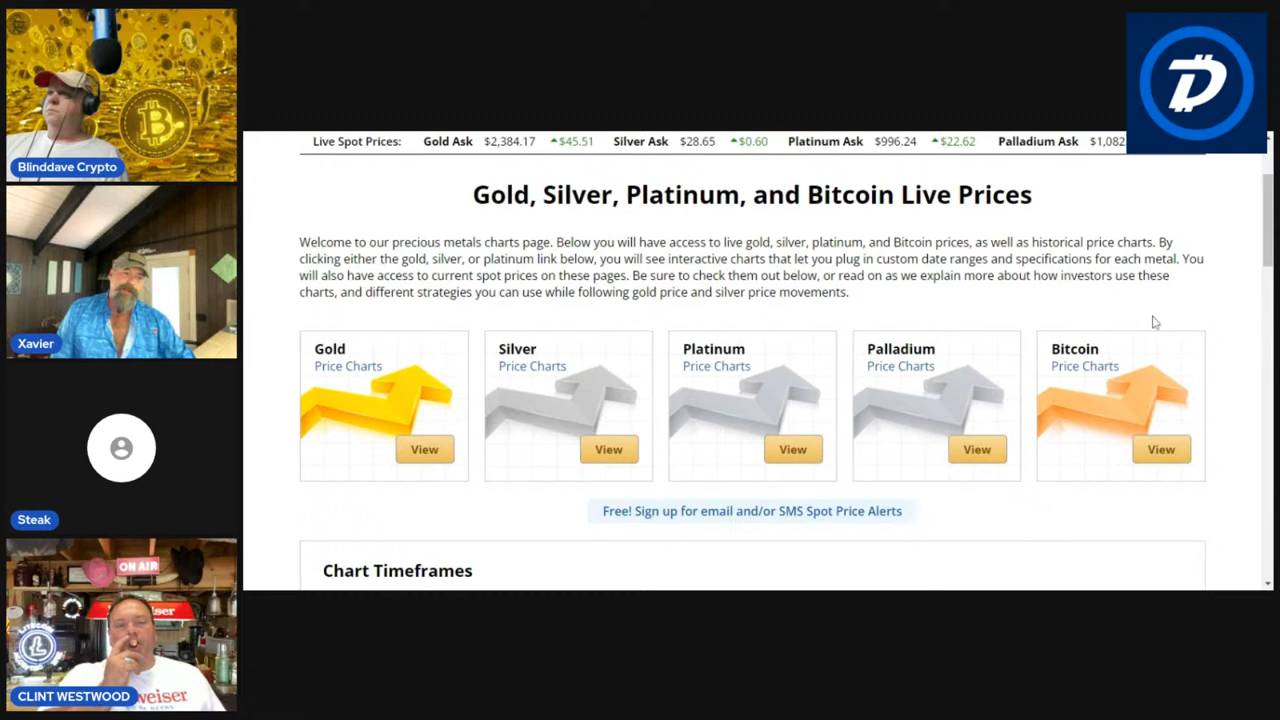 Blinddave Crypto
Xavier
Steak
ON AIR
CLINT WESTWOOD
Live Spot Prices: Gold Ask $2,384.17 $45.51 Silver Ask $28.65 $0.60 Platinum Ask $996.24 $22.62 Palladium Ask $1,082
Gold, Silver, Platinum, and Bitcoin Live Prices
Welcome to our precious metals charts page. Below you will have access to live gold, silver, platinum, and Bitcoin prices, as well as historical price charts. By
clicking either the gold, silver, or platinum link below, you will see interactive charts that let you plug in custom date ranges and specifications for each metal. You
will also have access to current spot prices on these pages. Be sure to check them out below, or read on as we explain more about how investors use these
charts, and different strategies you can use while following gold price and silver price movements.
Gold
Price Charts
View
Silver
Price Charts
View
Platinum
Price Charts
View
Palladium
Price Charts
View
Bitcoin
Price Charts
View
Free! Sign up for email and/or SMS Spot Price Alerts
Chart Timeframes